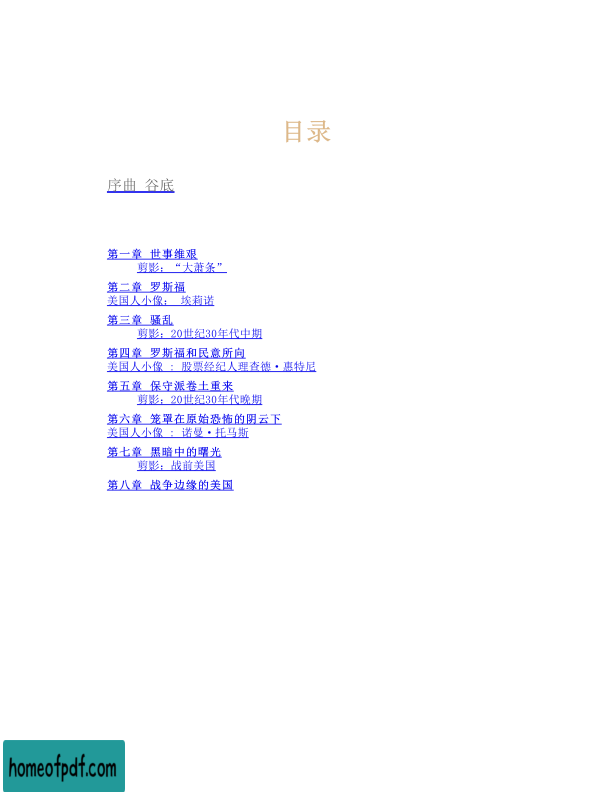 目录
序曲 谷底
第一章 世事维艰
剪影：“大萧条”
第二章 罗斯福
美国人小像： 埃莉诺
第三章 骚乱
剪影：20世纪30年代中期
第四章 罗斯福和民意所向
美国人小像 : 股票经纪人理查德·惠特尼
第五章 保守派卷土重来
剪影：20世纪30年代晚期
第六章 笼罩在原始恐怖的阴云下
美国人小像 : 诺曼·托马斯
第七章 黑暗中的曙光
剪影：战前美国
第八章 战争边缘的美国
homeofpdf.com